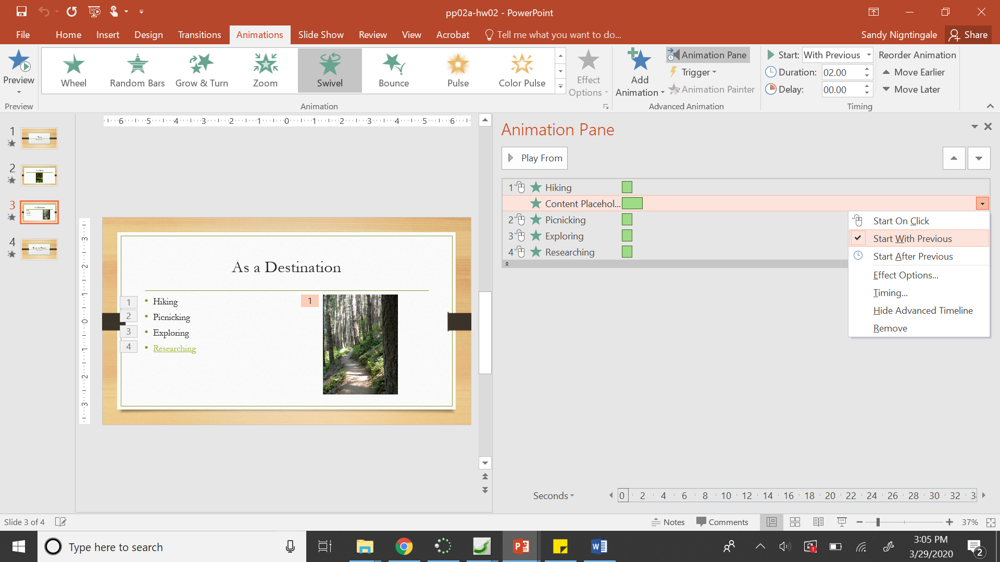 pp02a-hw02 - PowerPoint
File Home Insert Design Transitions Animations Slide Show Review View Acrobat Tell me what you want to do... Sandy Nigntingale Share
Preview
Preview
Wheel Random Bars Grow & Turn Zoom Swivel Bounce Pulse Color Pulse
Animation
Effect
Options
Add
Animation
Animation Pane
Trigger
Animation Painter
Advanced Animation
Start: With Previous
Duration: 02.00
Delay: 00.00
Reorder Animation
Move Earlier
Move Later
Timing
1
2
3
4
6 5 4 3 2 1 0 1 2 3 4 5 6
3 2 1 0 1 2 3
As a Destination
1 • Hiking
2 • Picnicking
3 • Exploring
4 • Researching
1
Animation Pane
Play From
1 Hiking
Content Placehol...
2 Picnicking
3 Exploring
4 Researching
Start On Click
Start With Previous
Start After Previous
Effect Options...
Timing...
Hide Advanced Timeline
Remove
Seconds 0 2 4 6 8 10 12 14 16 18 20 22 24 26 28 30 32 3
Slide 3 of 4 Notes Comments 37%
Type here to search
3:05 PM
3/29/2020
2